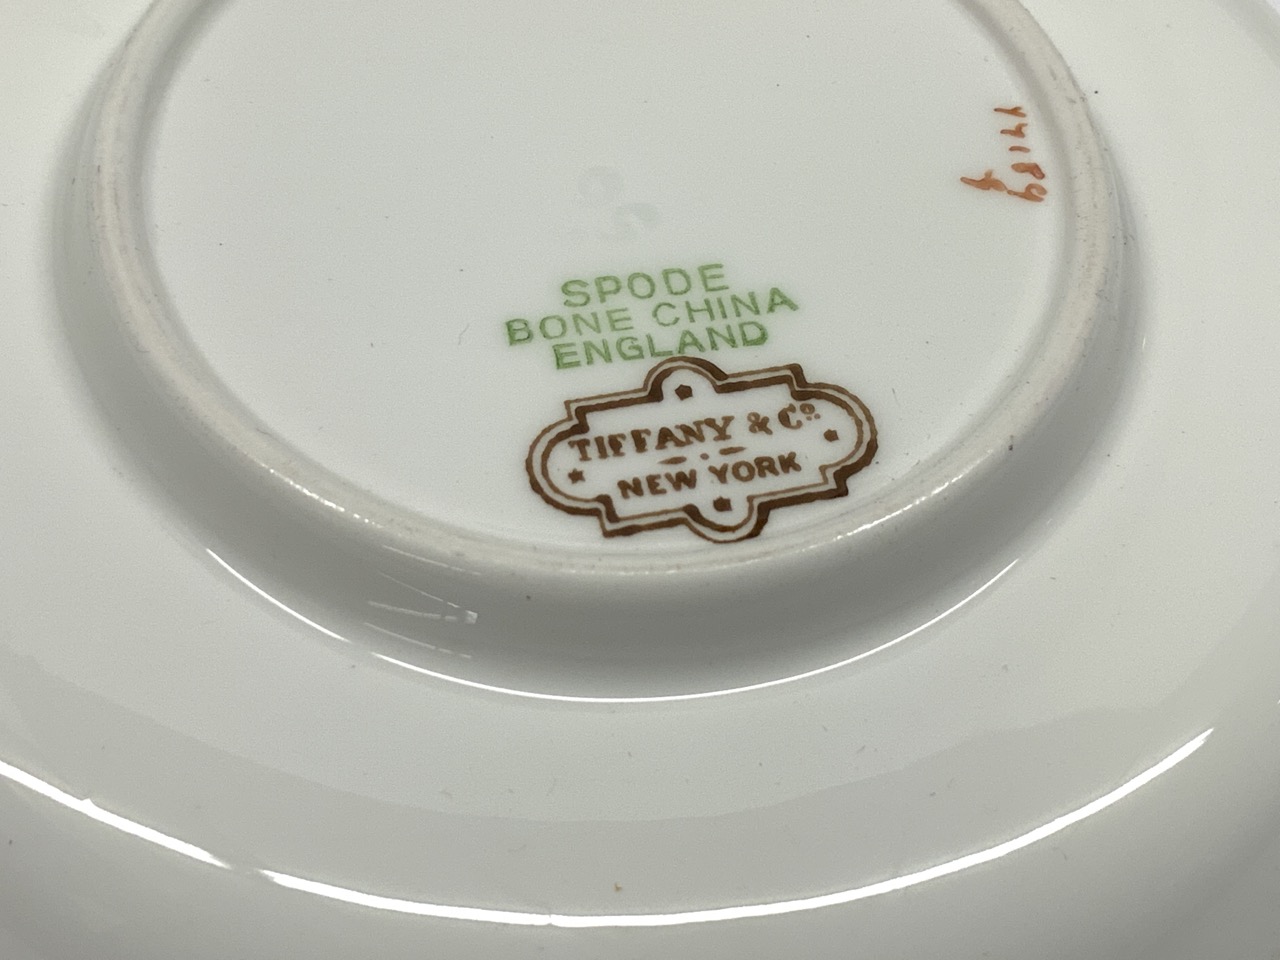 SPODE
BONE CHINA
ENGLAND
TIFFANY & Co
NEW YORK